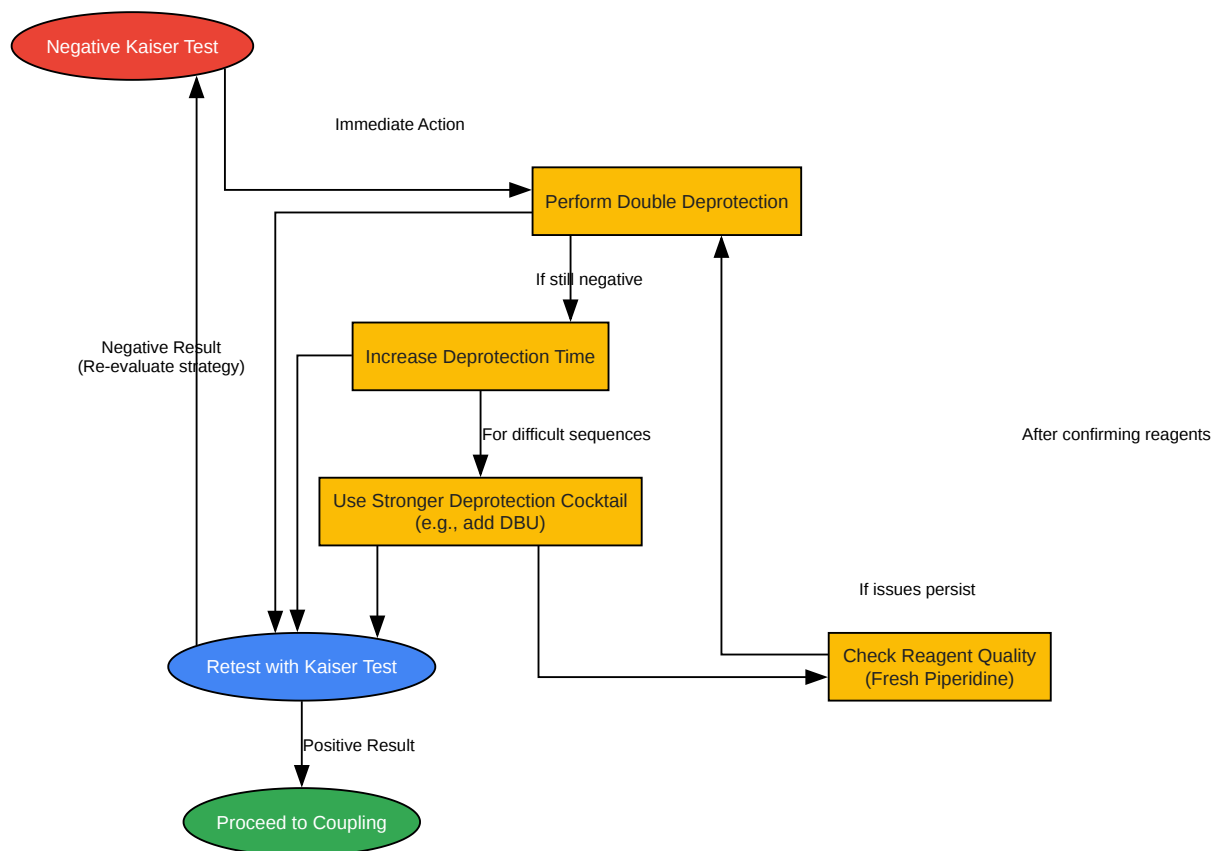 Negative Kaiser Test
Immediate Action
Perform Double Deprotection
If still negative
Negative Result
(Re-evaluate strategy)
Increase Deprotection Time
For difficult sequences
After confirming reagents
Use Stronger Deprotection Cocktail
(e.g., add DBU)
If issues persist
Retest with Kaiser Test
Check Reagent Quality
(Fresh Piperidine)
Positive Result
Proceed to Coupling